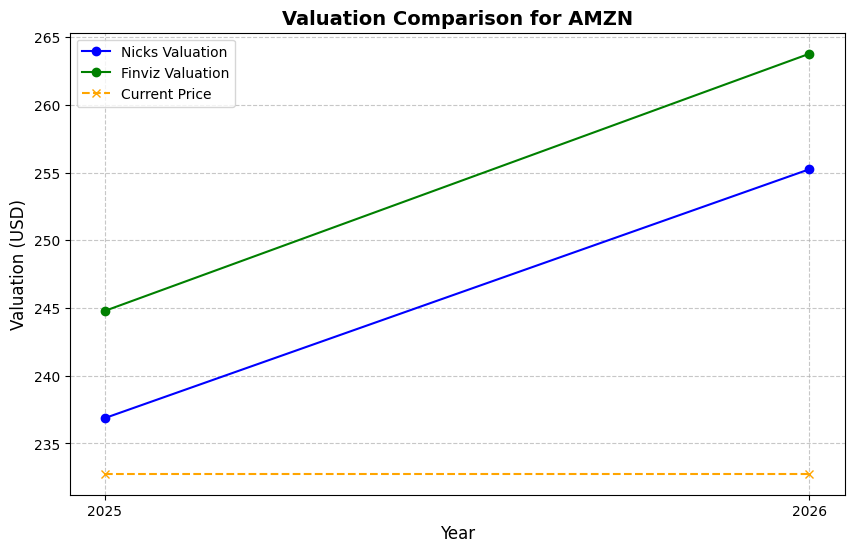 Valuation Comparison for AMZN
Nicks Valuation
Finviz Valuation
Current Price
Valuation (USD)
265
260
255
250
245
240
235
2025
2026
Year